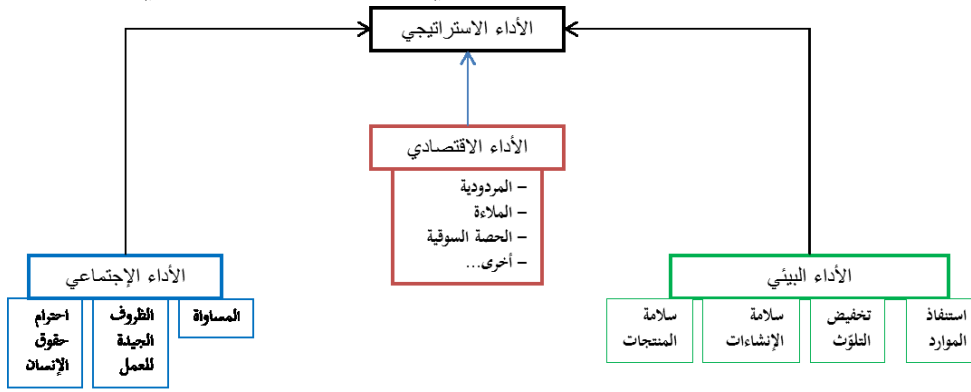 الأداء الاستراتيجي
الأداء الاقتصادي
– المردودية
– الملاءة
– الحصة السوقية
– أخرى...
الأداء البيئي
استنفاذ
الموارد
تخفيض
التلوّث
سلامة
الإنشاءات
سلامة
المنتجات
الأداء الإجتماعي
المساواة
الظروف
الجيدة
للعمل
احترام
حقوق
الإنسان